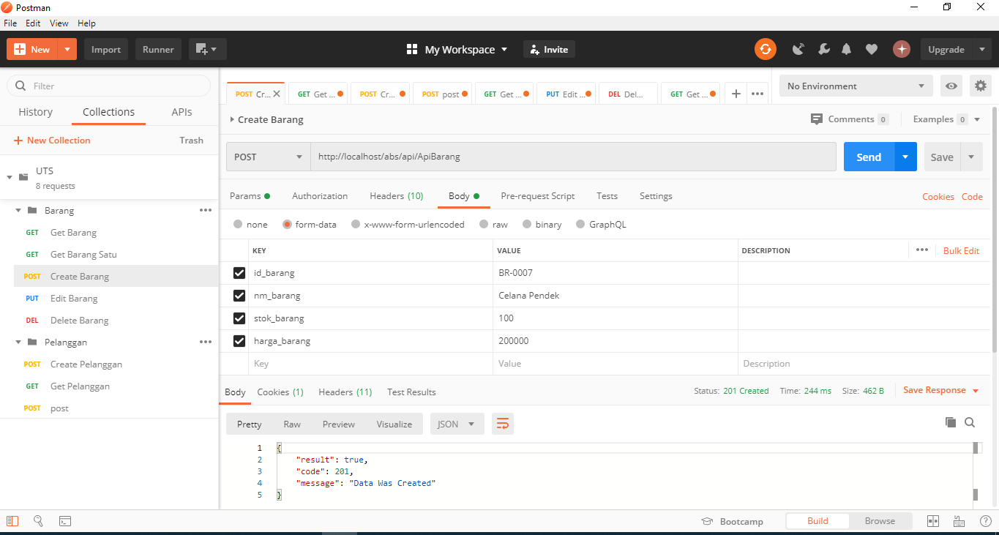 Postman
File Edit View Help
New Import Runner My Workspace Invite Upgrade
Filter
History Collections APIs
New Collection Trash
UTS
8 requests
Barang
GET Get Barang
GET Get Barang Satu
POST Create Barang
PUT Edit Barang
DEL Delete Barang
Pelanggan
POST Create Pelanggan
GET Get Pelanggan
POST post
POST Cr... GET Get ... POST Cr... POST post GET Get ... PUT Edit ... DEL Del... GET Get ... No Environment
Create Barang Comments 0 Examples 0
POST http://localhost/abs/api/ApiBarang Send Save
Params Authorization Headers (10) Body Pre-request Script Tests Settings Cookies Code
none form-data x-www-form-urlencoded raw binary GraphQL
KEY VALUE DESCRIPTION Bulk Edit
id_barang BR-0007
nm_barang Celana Pendek
stok_barang 100
harga_barang 200000
Key Value Description
Body Cookies (1) Headers (11) Test Results Status: 201 Created Time: 244 ms Size: 462 B Save Response
Pretty Raw Preview Visualize JSON
1 {
2 "result": true,
3 "code": 201,
4 "message": "Data Was Created"
5 }
Bootcamp Build Browse